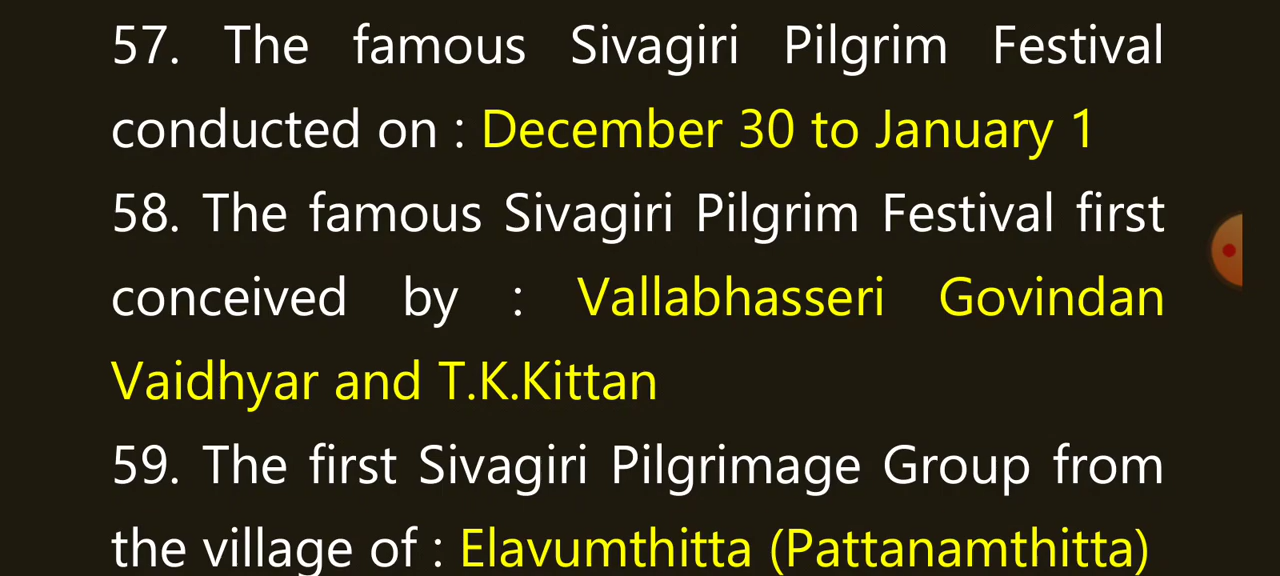 57. The famous Sivagiri Pilgrim Festival
conducted on : December 30 to January 1
58. The famous Sivagiri Pilgrim Festival first
conceived by : Vallabhasseri Govindan
Vaidhyar and T.K.Kittan
59. The first Sivagiri Pilgrimage Group from
the village of : Elavumthitta (Pattanamthitta)